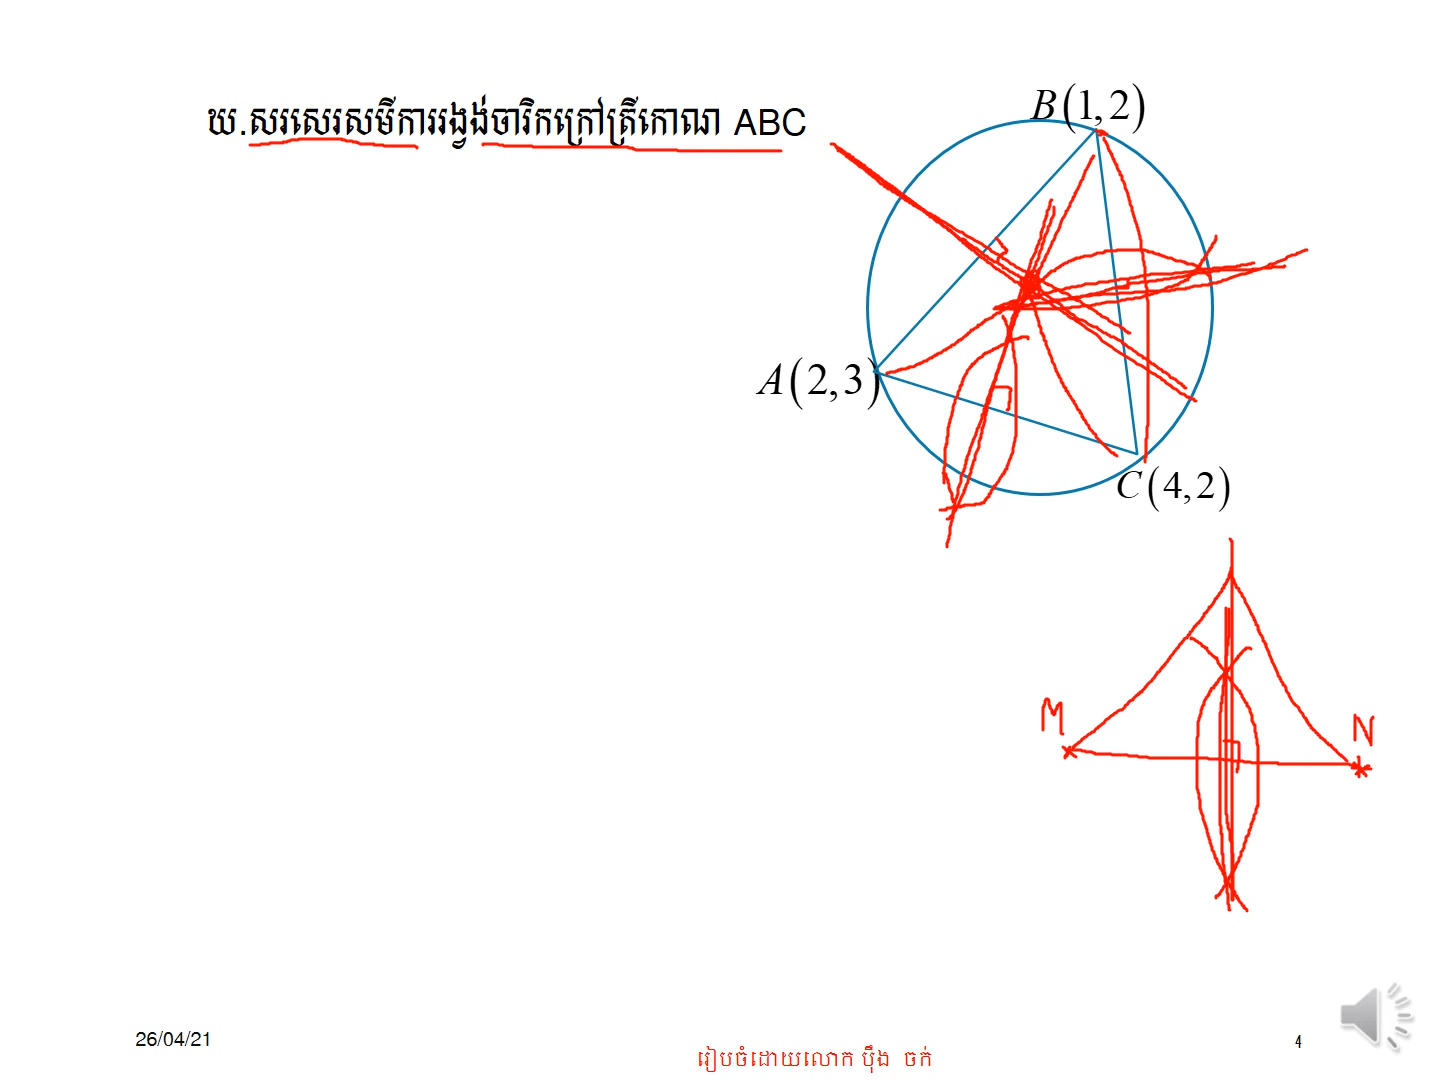 ឃ.សរសេរសមីការរង្វង់ចារឹកក្រៅត្រីកោណ ABC
B(1,2)
A(2,3)
C(4,2)
M
N
26/04/21
រៀបចំដោយលោក ប៉ឹង ចក់
4